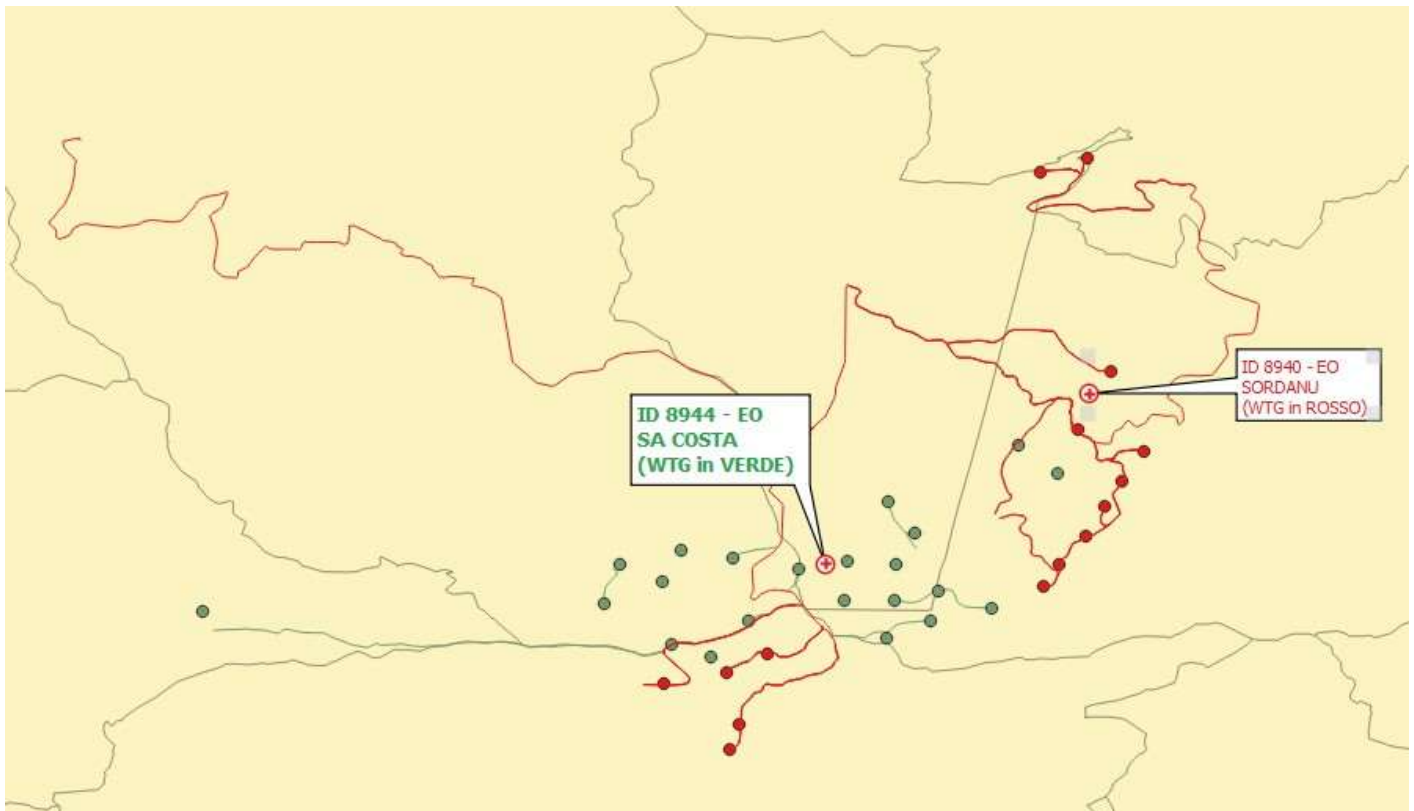 ID 8944 - EO
SA COSTA
(WTG in VERDE)
ID 8940 - EO
SORDANU
(WTG in ROSSO)